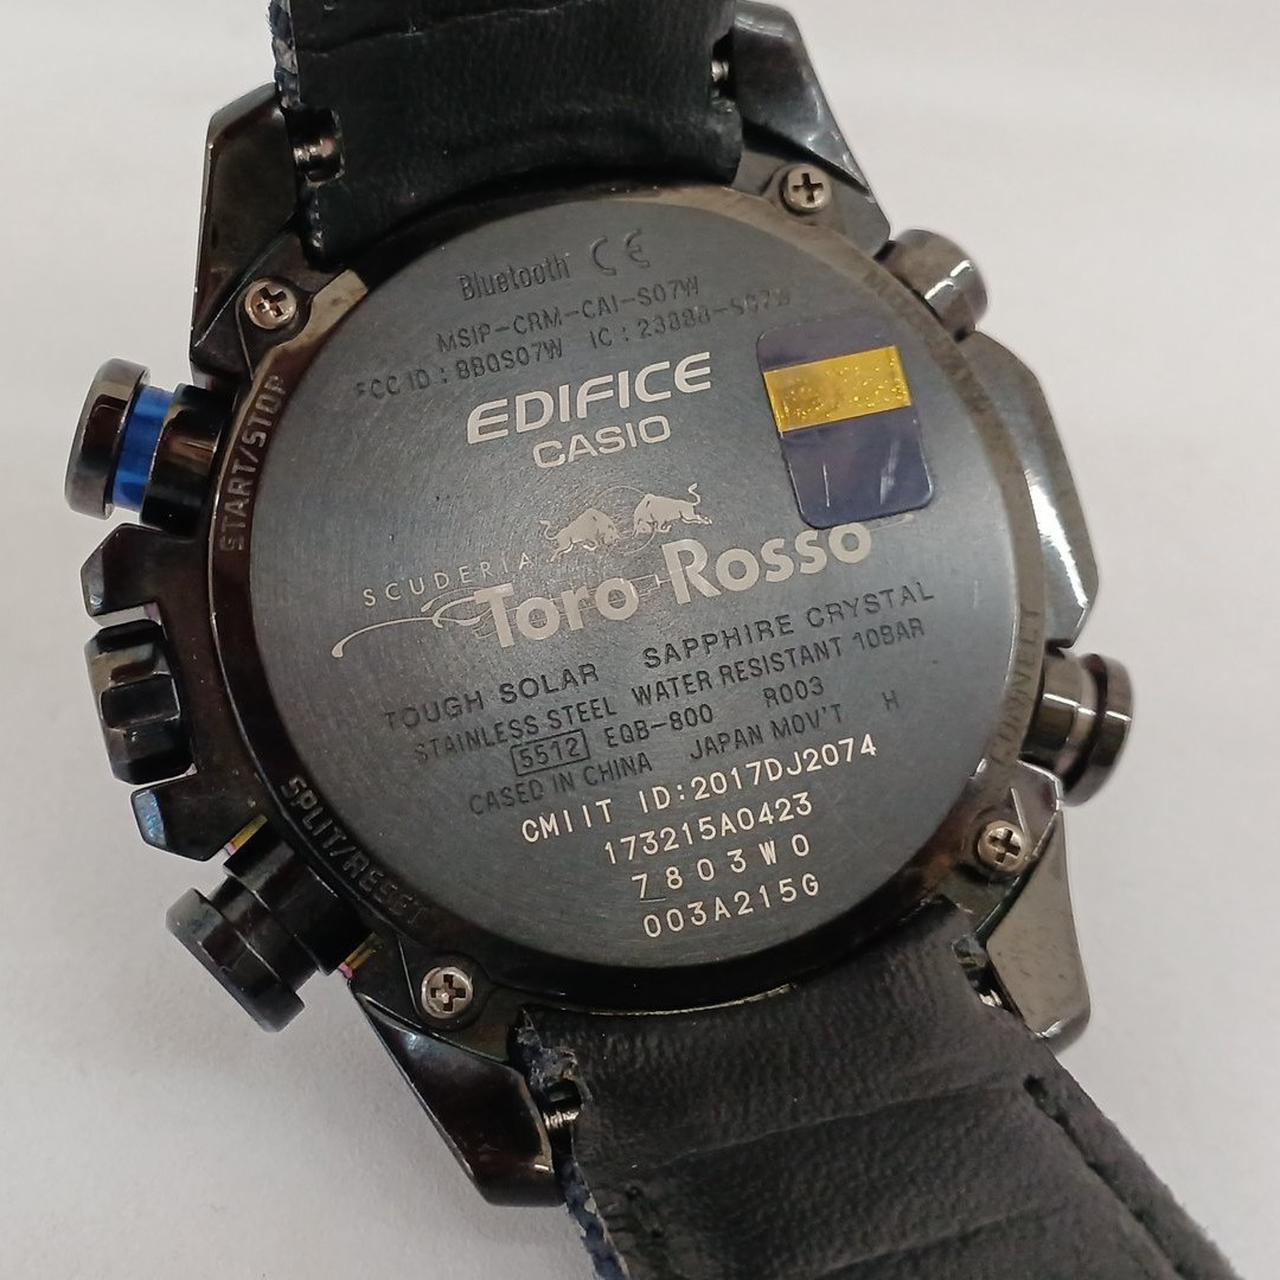 Bluetooth CE
MSIP-CRM-CAI-S07W
FCC ID : BBQS07W IC : 2388B-S07W
EDIFICE
CASIO
SCUDERIA
Toro Rosso
TOUGH SOLAR SAPPHIRE CRYSTAL
STAINLESS STEEL WATER RESISTANT 10BAR
5512 EQB-800 R003
CASED IN CHINA JAPAN MOV'T H
CMIIT ID:2017DJ2074
173215A0423
7803W0
003A215G
START/STOP
SPLIT/RESET
CONNECT